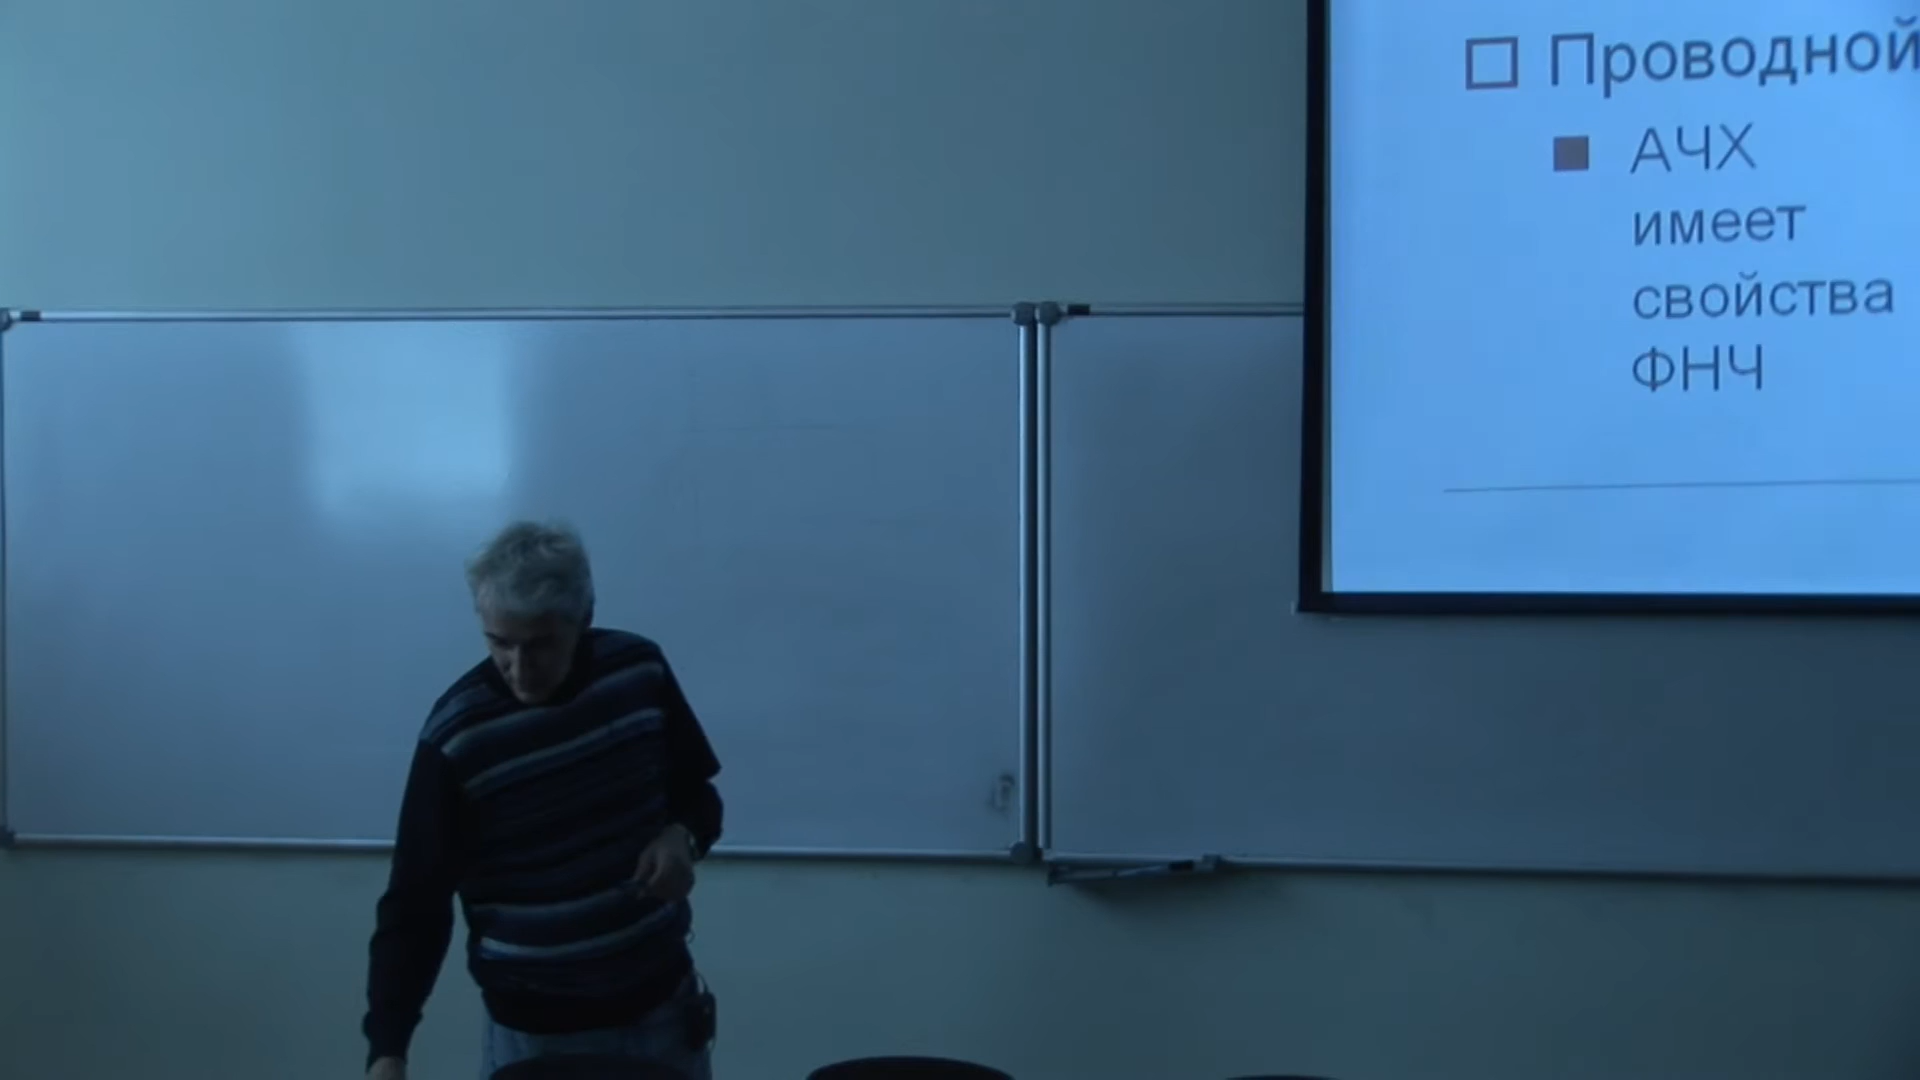 Проводной
АЧХ
имеет
свойства
ФНЧ